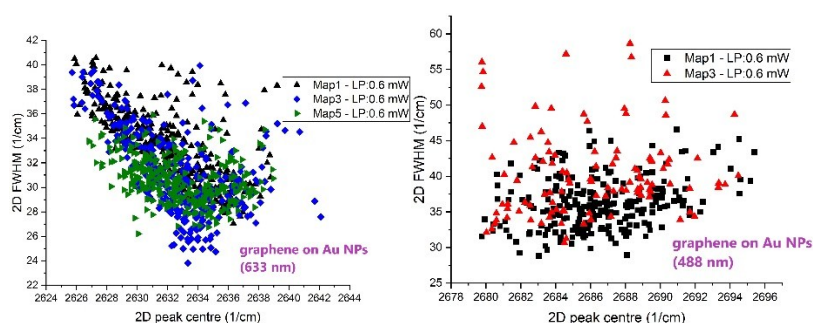 42
40
38
36
34
32
30
28
26
24
22
2D FWHM (1/cm)
Map1 - LP:0.6 mW
Map3 - LP:0.6 mW
Map5 - LP:0.6 mW
graphene on Au NPs
(633 nm)
2624 2626 2628 2630 2632 2634 2636 2638 2640 2642 2644
2D peak centre (1/cm)
60
55
50
45
40
35
30
25
2D FWHM (1/cm)
Map1 - LP:0.6 mW
Map3 - LP:0.6 mW
graphene on Au NPs
(488 nm)
2678 2680 2682 2684 2686 2688 2690 2692 2694 2696
2D peak centre (1/cm)